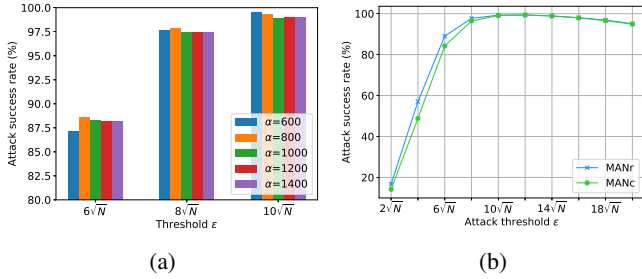 Attack success rate (%)
100.0
97.5
95.0
92.5
90.0
87.5
85.0
82.5
80.0
α=600
α=800
α=1000
α=1200
α=1400
6√N
8√N
10√N
Threshold ε
(a)
Attack success rate (%)
100
80
60
40
20
MANr
MANc
2√N
6√N
10√N
14√N
18√N
Attack threshold ε
(b)